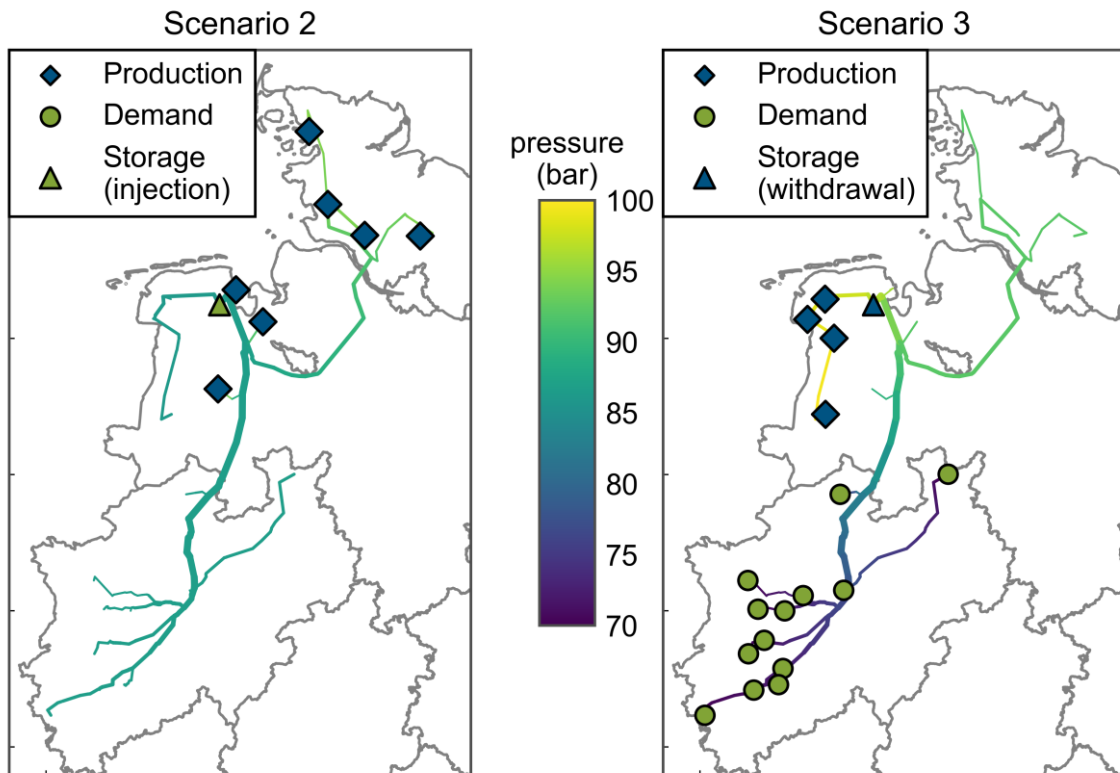 Scenario 2
Production
Demand
Storage
(injection)
pressure
(bar)
100
95
90
85
80
75
70
Scenario 3
Production
Demand
Storage
(withdrawal)